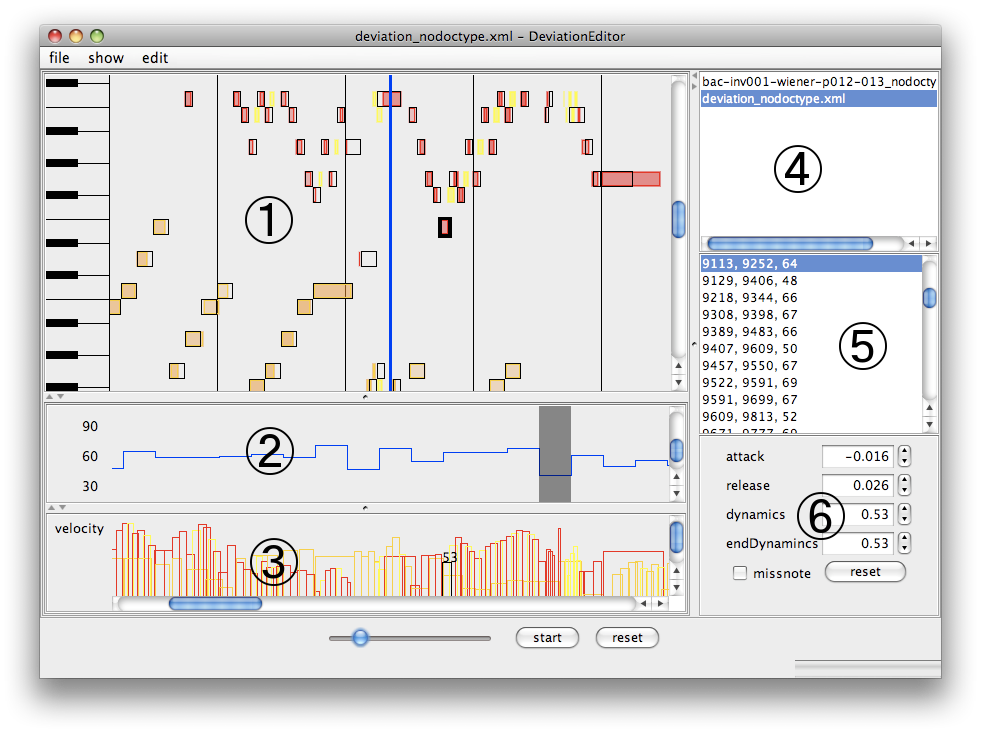 deviation_nodoctype.xml – DeviationEditor
file show edit
①
bac-inv001-wiener-p012-013_nodocty
deviation_nodoctype.xml
④
9113, 9252, 64
9129, 9406, 48
9218, 9344, 66
9308, 9398, 67
9389, 9483, 66
9407, 9609, 50
9457, 9550, 67
9522, 9591, 69
9591, 9699, 67
9609, 9813, 52
9671, 9777, 69
⑤
90
60
30
②
velocity
53
③
attack -0.016
release 0.026
dynamics 0.53
endDynamincs 0.53
missnote reset
⑥
start reset